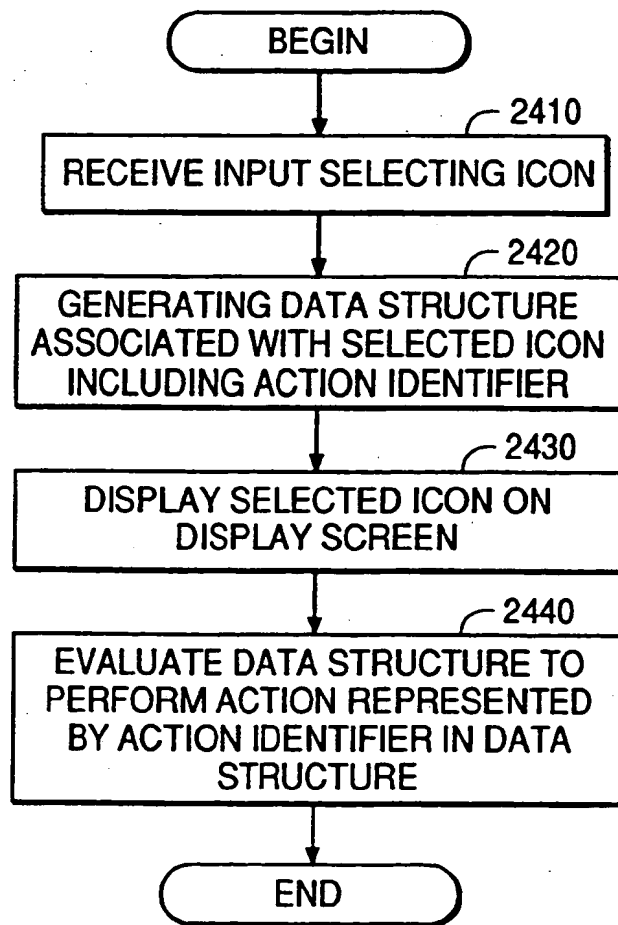 BEGIN
2410
RECEIVE INPUT SELECTING ICON
2420
GENERATING DATA STRUCTURE
ASSOCIATED WITH SELECTED ICON
INCLUDING ACTION IDENTIFIER
2430
DISPLAY SELECTED ICON ON
DISPLAY SCREEN
2440
EVALUATE DATA STRUCTURE TO
PERFORM ACTION REPRESENTED
BY ACTION IDENTIFIER IN DATA
STRUCTURE
END